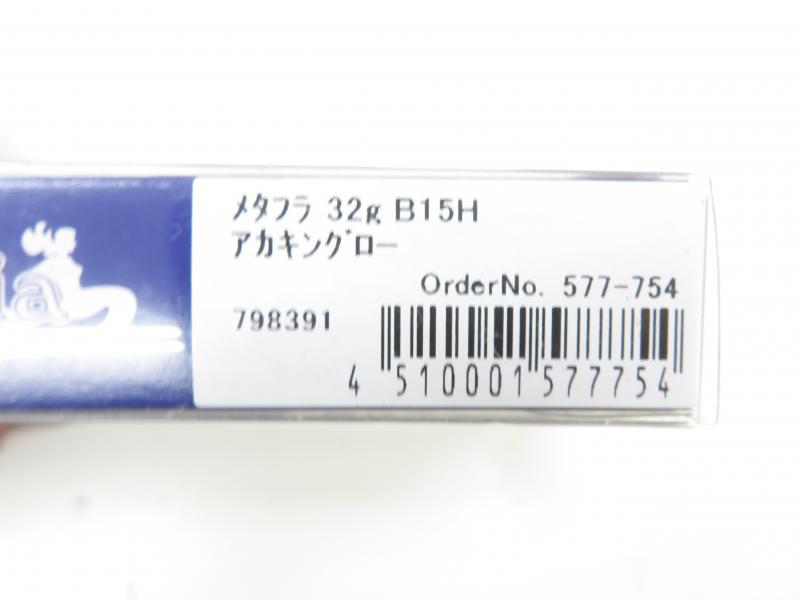 ﾒﾀﾌﾗ 32g B15H
ｱｶｷﾝｸﾞﾛｰ
OrderNo. 577-754
798391
4 510001 577754
ia